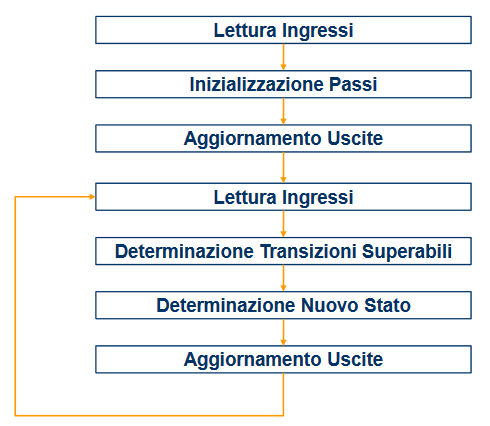 Lettura Ingressi
Inizializzazione Passi
Aggiornamento Uscite
Lettura Ingressi
Determinazione Transizioni Superabili
Determinazione Nuovo Stato
Aggiornamento Uscite